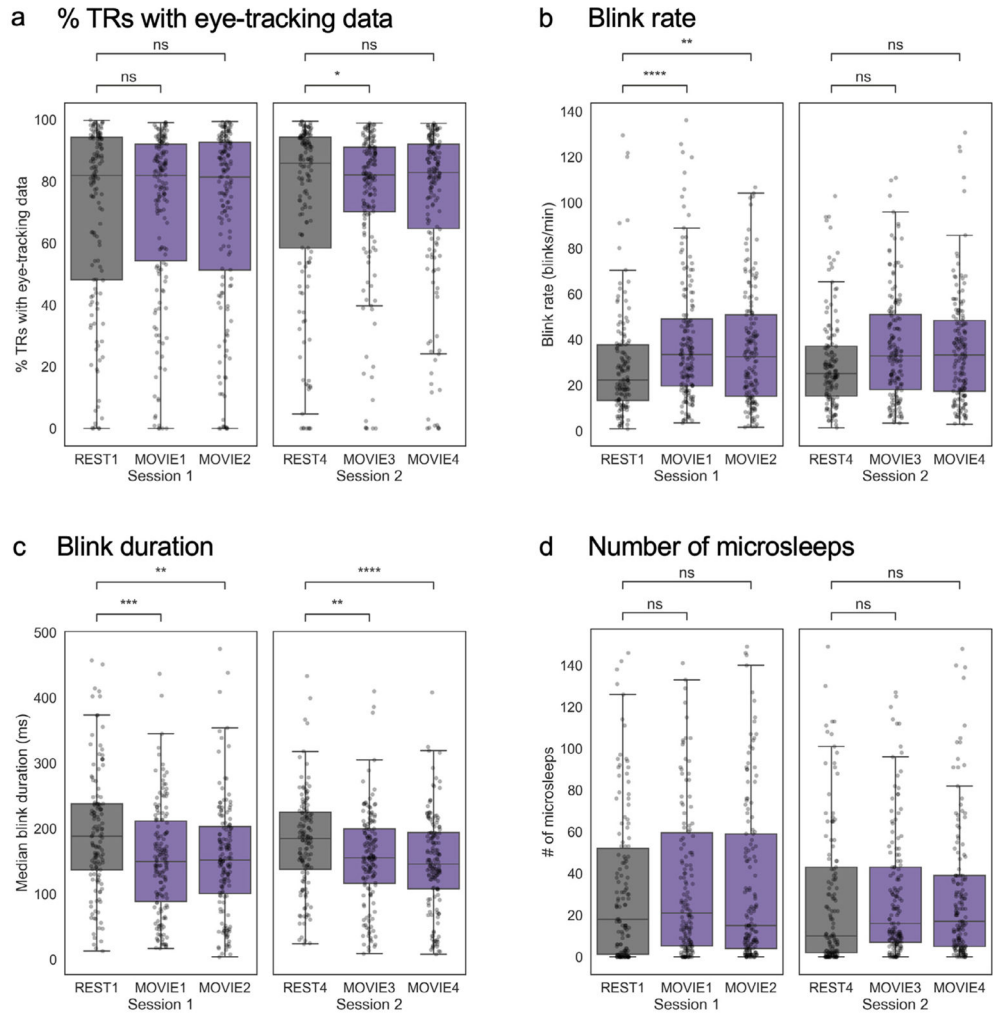 a % TRs with eye-tracking data
ns
ns
ns
*
% TRs with eye-tracking data
100
80
60
40
20
0
REST1 MOVIE1 MOVIE2
Session 1
REST4 MOVIE3 MOVIE4
Session 2
b Blink rate
**
****
ns
ns
Blink rate (blinks/min)
140
120
100
80
60
40
20
0
REST1 MOVIE1 MOVIE2
Session 1
REST4 MOVIE3 MOVIE4
Session 2
c Blink duration
**
***
****
**
Median blink duration (ms)
500
400
300
200
100
0
REST1 MOVIE1 MOVIE2
Session 1
REST4 MOVIE3 MOVIE4
Session 2
d Number of microsleeps
ns
ns
ns
ns
# of microsleeps
140
120
100
80
60
40
20
0
REST1 MOVIE1 MOVIE2
Session 1
REST4 MOVIE3 MOVIE4
Session 2